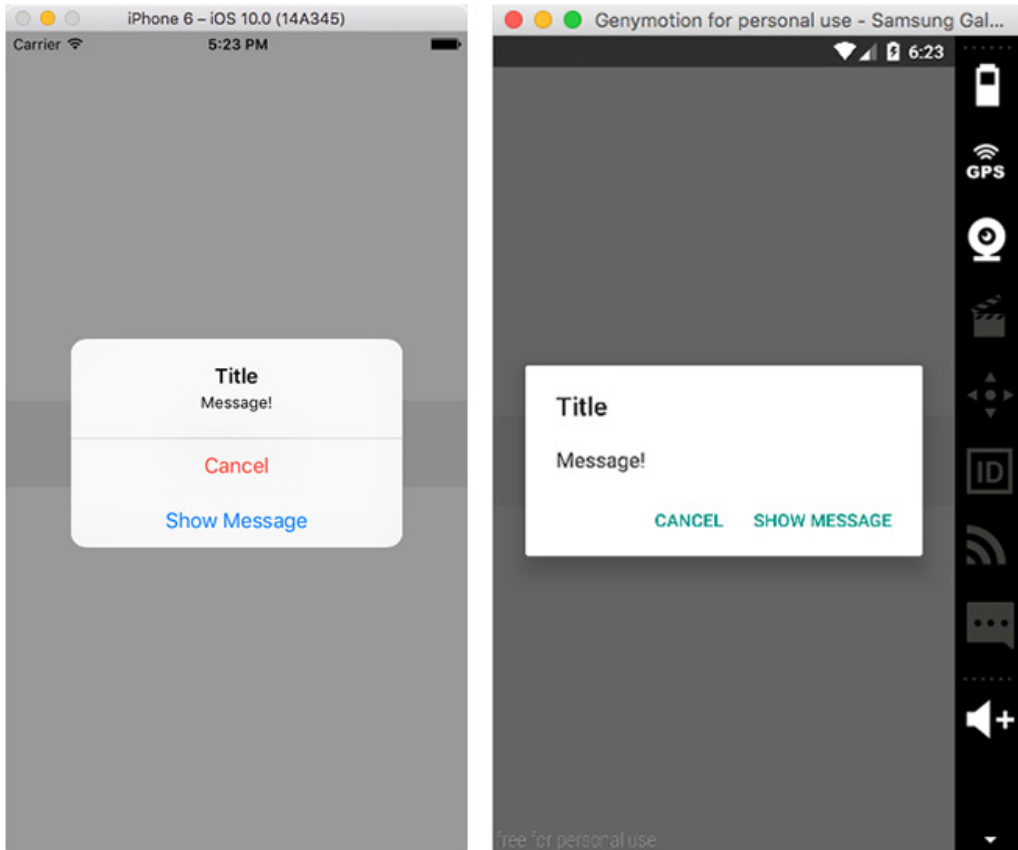 iPhone 6 – iOS 10.0 (14A345)
Carrier
5:23 PM
Title
Message!
Cancel
Show Message
Genymotion for personal use - Samsung Gal...
6:23
GPS
Title
Message!
CANCEL
SHOW MESSAGE
ID
free for personal use